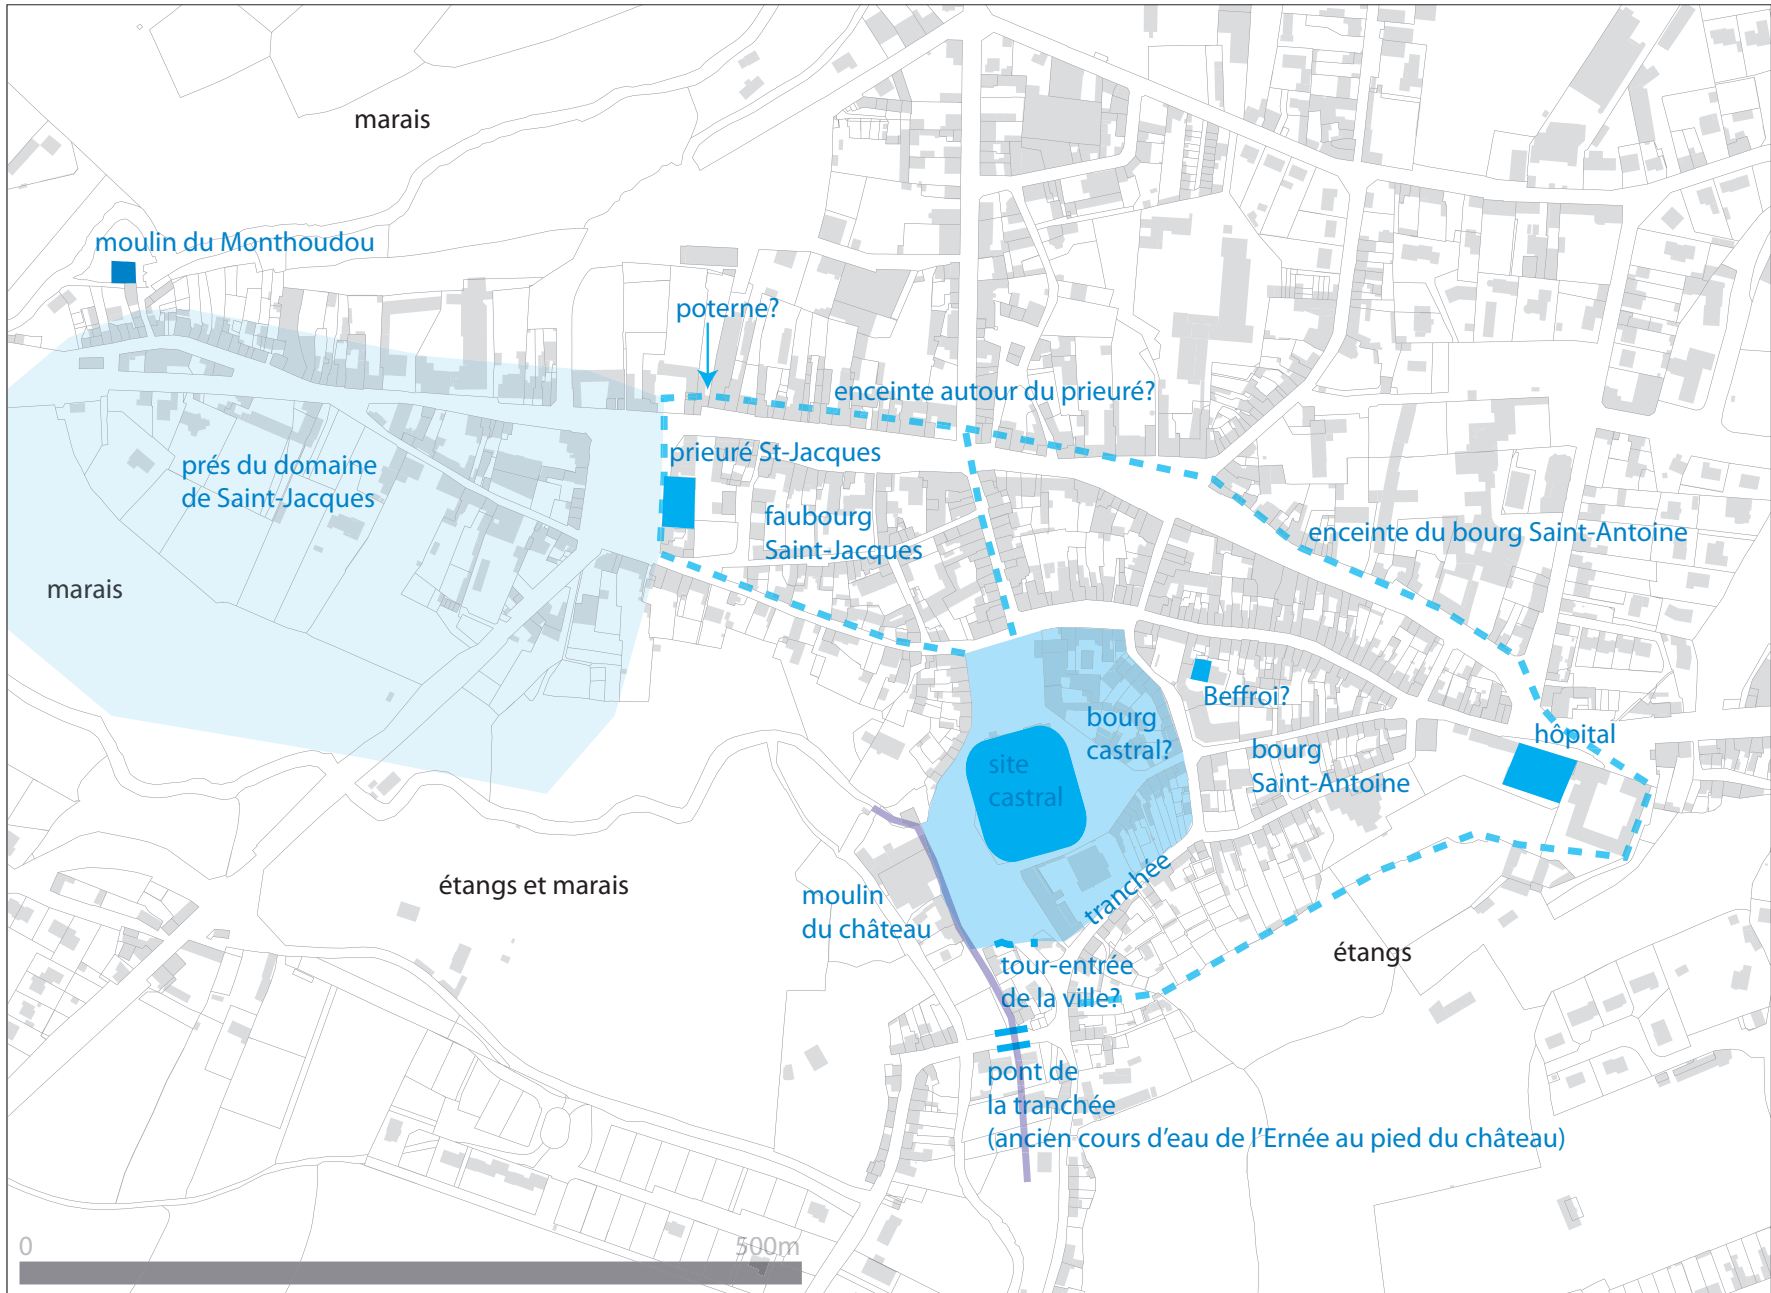 marais
moulin du Monthoudou
poterne?
enceinte autour du prieuré?
prieuré St-Jacques
prés du domaine
de Saint-Jacques
faubourg
Saint-Jacques
enceinte du bourg Saint-Antoine
marais
Beffroi?
bourg
castral?
hôpital
bourg
Saint-Antoine
site
castral
étangs et marais
moulin
du château
tranchée
étangs
tour-entrée
de la ville?
pont de
la tranchée
(ancien cours d'eau de l'Ernée au pied du château)
0
500m